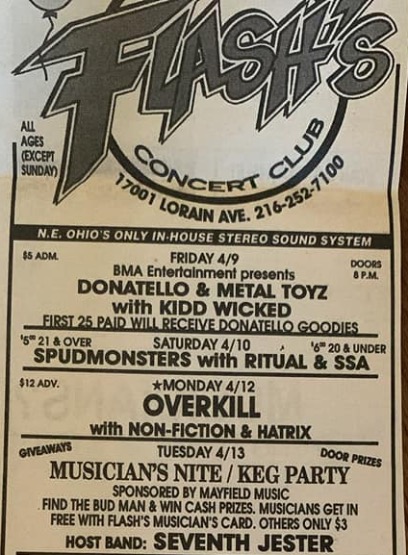 FLASH'S
CONCERT CLUB
17001 LORAIN AVE. 216-252-7100
ALL
AGES
(EXCEPT
SUNDAY)
N.E. OHIO'S ONLY IN-HOUSE STEREO SOUND SYSTEM
$5 ADM. FRIDAY 4/9 DOORS
8 P.M.
BMA Entertainment presents
DONATELLO & METAL TOYZ
with KIDD WICKED
FIRST 25 PAID WILL RECEIVE DONATELLO GOODIES
$5⁰⁰ 21 & OVER SATURDAY 4/10 $6⁰⁰ 20 & UNDER
SPUDMONSTERS with RITUAL & SSA
$12 ADV. ★MONDAY 4/12
OVERKILL
with NON-FICTION & HATRIX
GIVEAWAYS TUESDAY 4/13 DOOR PRIZES
MUSICIAN'S NITE / KEG PARTY
SPONSORED BY MAYFIELD MUSIC
FIND THE BUD MAN & WIN CASH PRIZES. MUSICIANS GET IN
FREE WITH FLASH'S MUSICIAN'S CARD. OTHERS ONLY $3
HOST BAND: SEVENTH JESTER